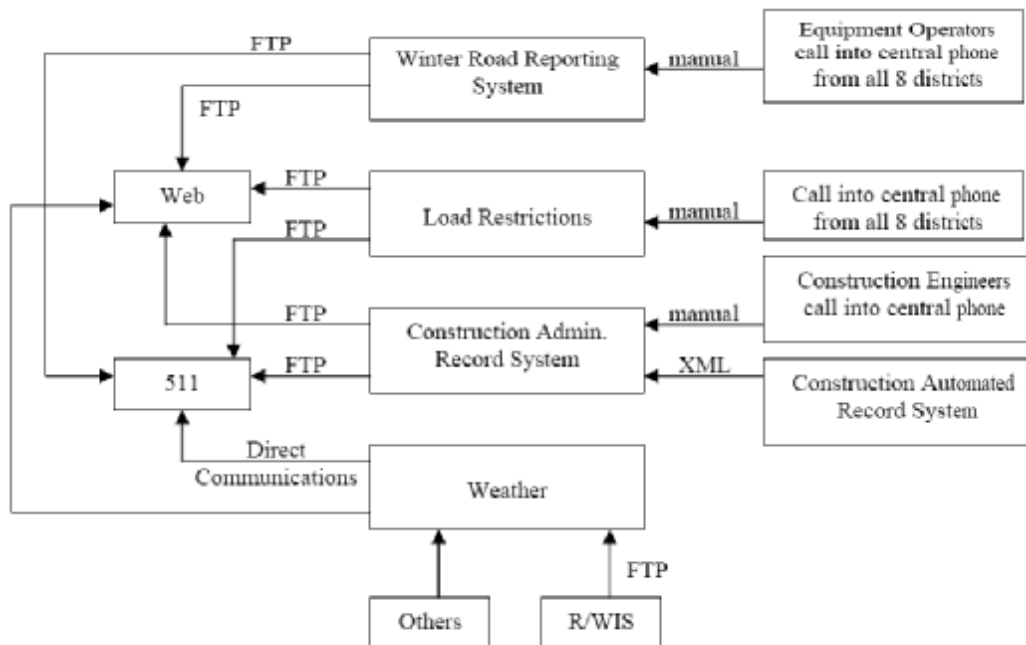 FTP
Winter Road Reporting
System
manual
Equipment Operators
call into central phone
from all 8 districts
FTP
Web
FTP
Load Restrictions
manual
Call into central phone
from all 8 districts
FTP
FTP
Construction Admin.
Record System
manual
Construction Engineers
call into central phone
511
FTP
XML
Construction Automated
Record System
Direct
Communications
Weather
FTP
Others
R/WIS